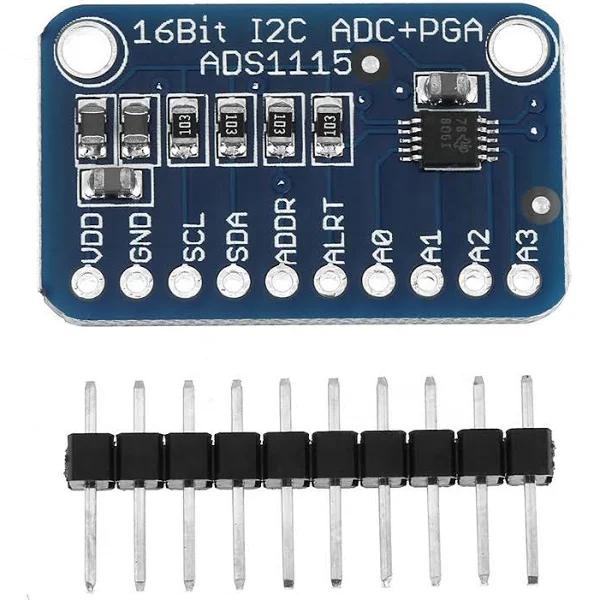 16Bit I2C ADC+PGA
ADS1115
103 103 103 103
VDD GND SCL SDA ADDR ALRT A0 A1 A2 A3